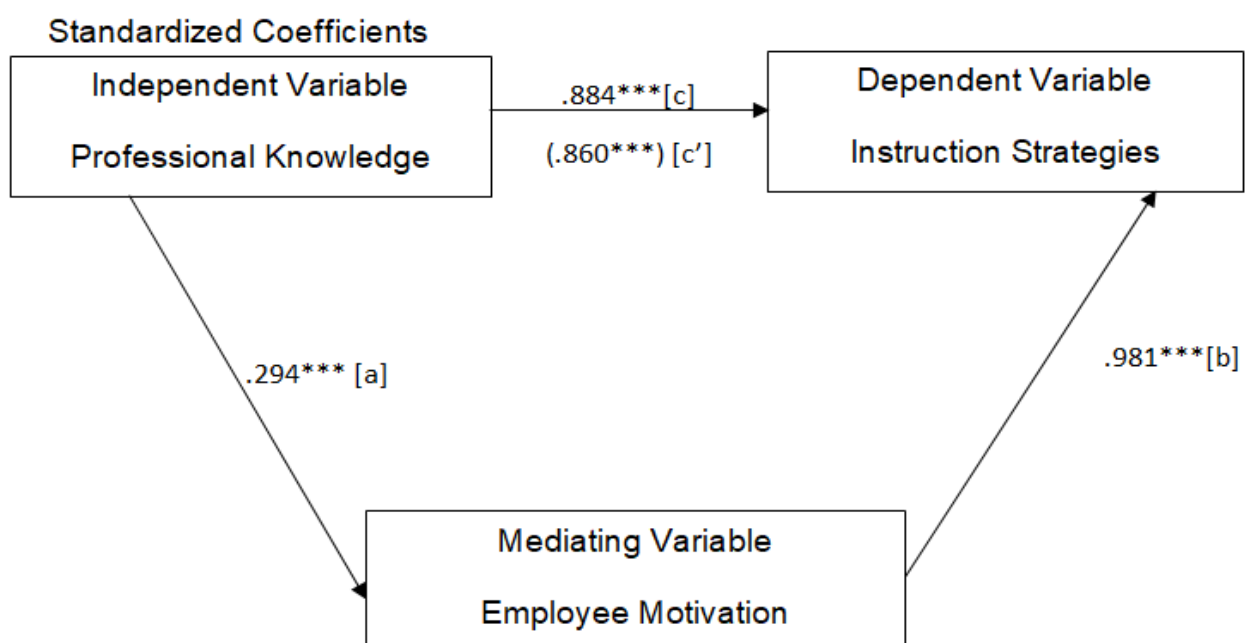 Standardized Coefficients
Independent Variable
Professional Knowledge
.884***[c]
(.860***) [c’]
Dependent Variable
Instruction Strategies
.294*** [a]
.981***[b]
Mediating Variable
Employee Motivation